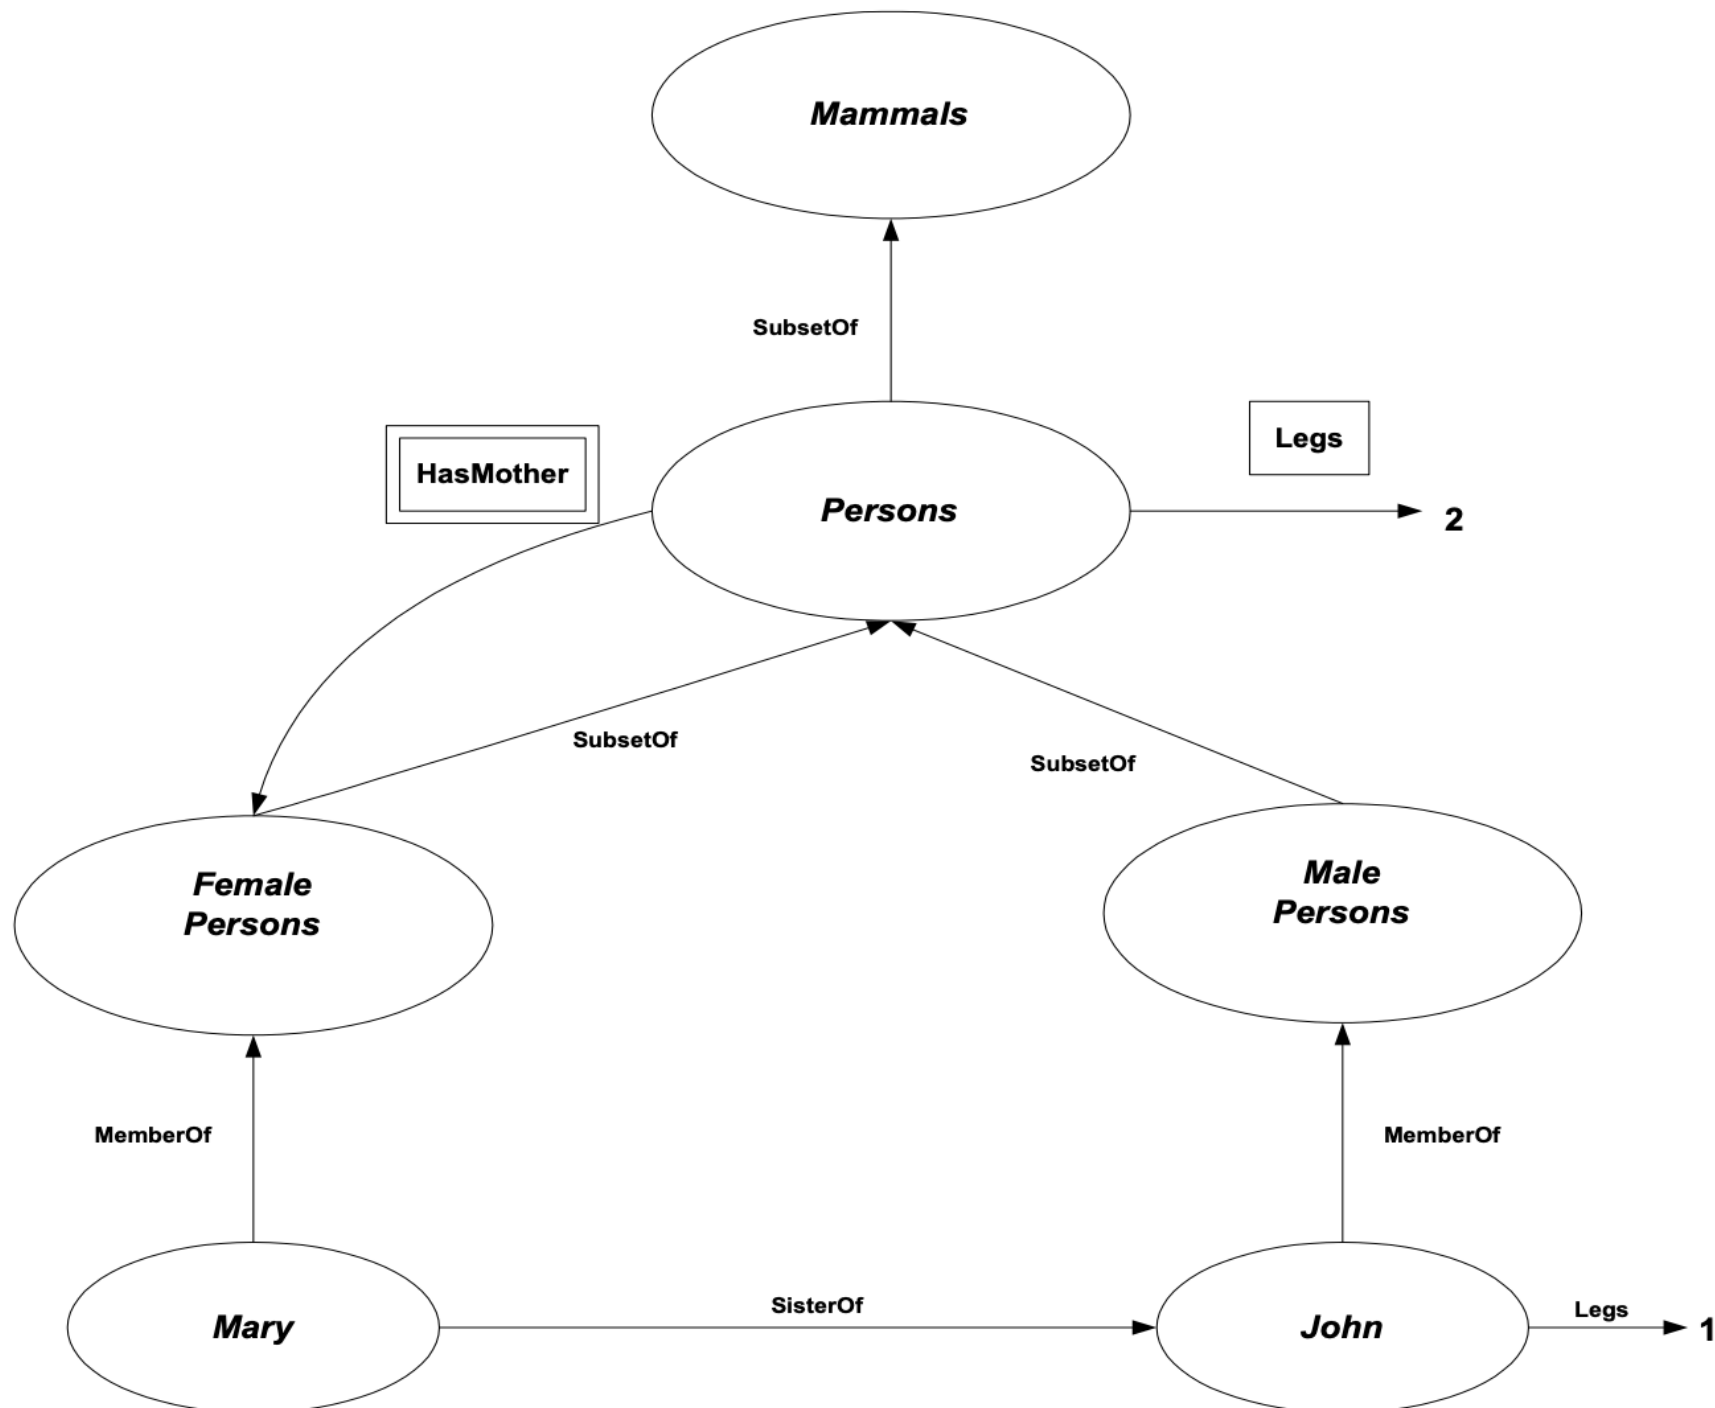 Mammals
SubsetOf
HasMother
Legs
Persons
2
SubsetOf
SubsetOf
Female
Persons
Male
Persons
MemberOf
MemberOf
Mary
SisterOf
John
Legs
1